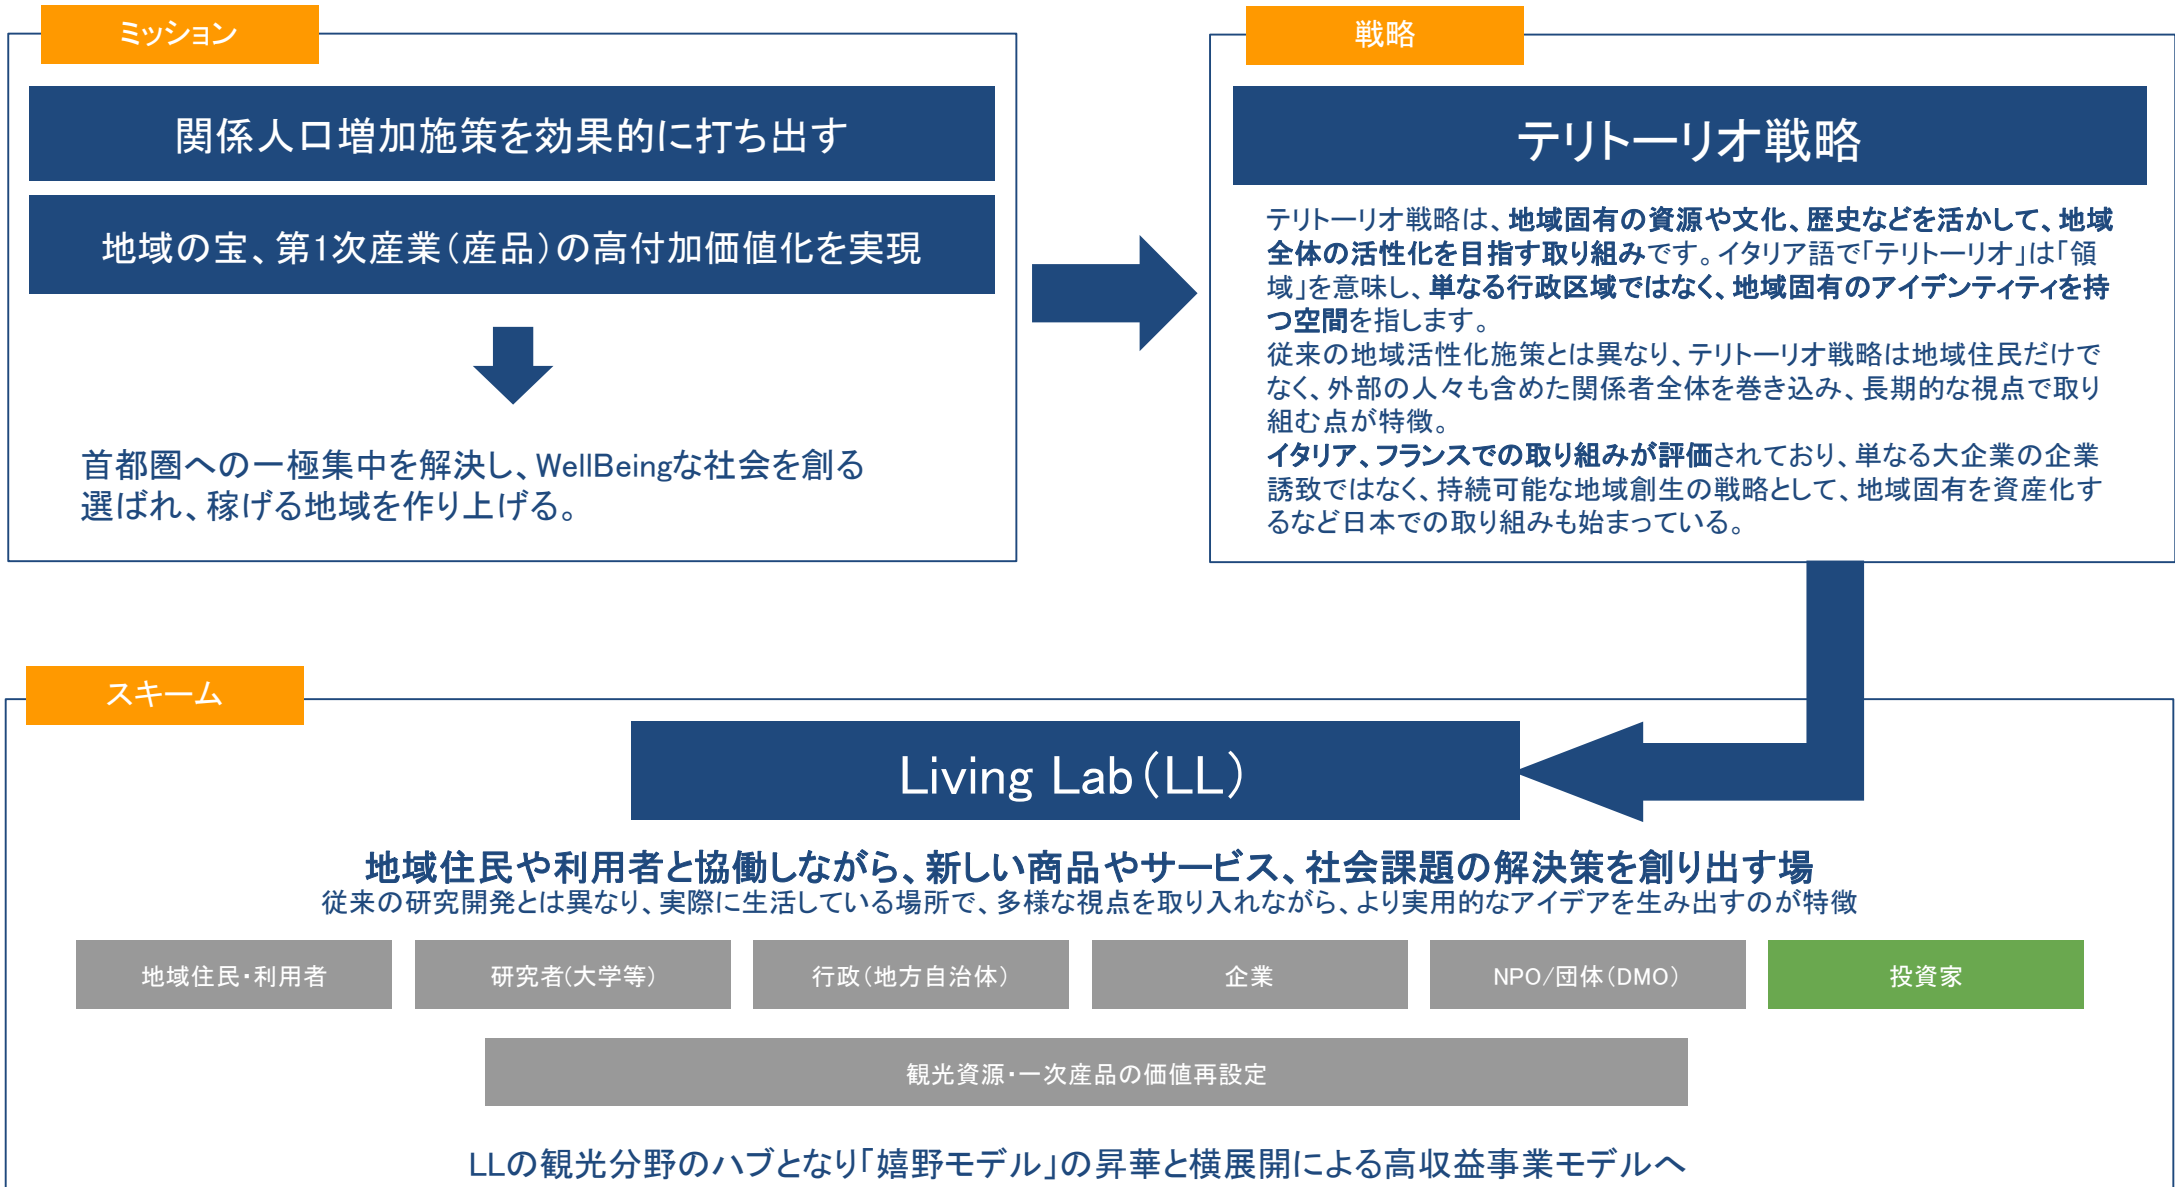 ミッション
関係人口増加施策を効果的に打ち出す
地域の宝、第1次産業(産品)の高付加価値化を実現
首都圏への一極集中を解決し、WellBeingな社会を創る
選ばれ、稼げる地域を作り上げる。
戦略
テリトーリオ戦略
テリトーリオ戦略は、地域固有の資源や文化、歴史などを活かして、地域
全体の活性化を目指す取り組みです。イタリア語で「テリトーリオ」は「領
域」を意味し、単なる行政区域ではなく、地域固有のアイデンティティを持
つ空間を指します。
従来の地域活性化施策とは異なり、テリトーリオ戦略は地域住民だけで
なく、外部の人々も含めた関係者全体を巻き込み、長期的な視点で取り
組む点が特徴。
イタリア、フランスでの取り組みが評価されており、単なる大企業の企業
誘致ではなく、持続可能な地域創生の戦略として、地域固有を資産化す
るなど日本での取り組みも始まっている。
スキーム
Living Lab(LL)
地域住民や利用者と協働しながら、新しい商品やサービス、社会課題の解決策を創り出す場
従来の研究開発とは異なり、実際に生活している場所で、多様な視点を取り入れながら、より実用的なアイデアを生み出すのが特徴
地域住民・利用者
研究者(大学等)
行政(地方自治体)
企業
NPO/団体(DMO)
投資家
観光資源・一次産品の価値再設定
LLの観光分野のハブとなり「嬉野モデル」の昇華と横展開による高収益事業モデルへ